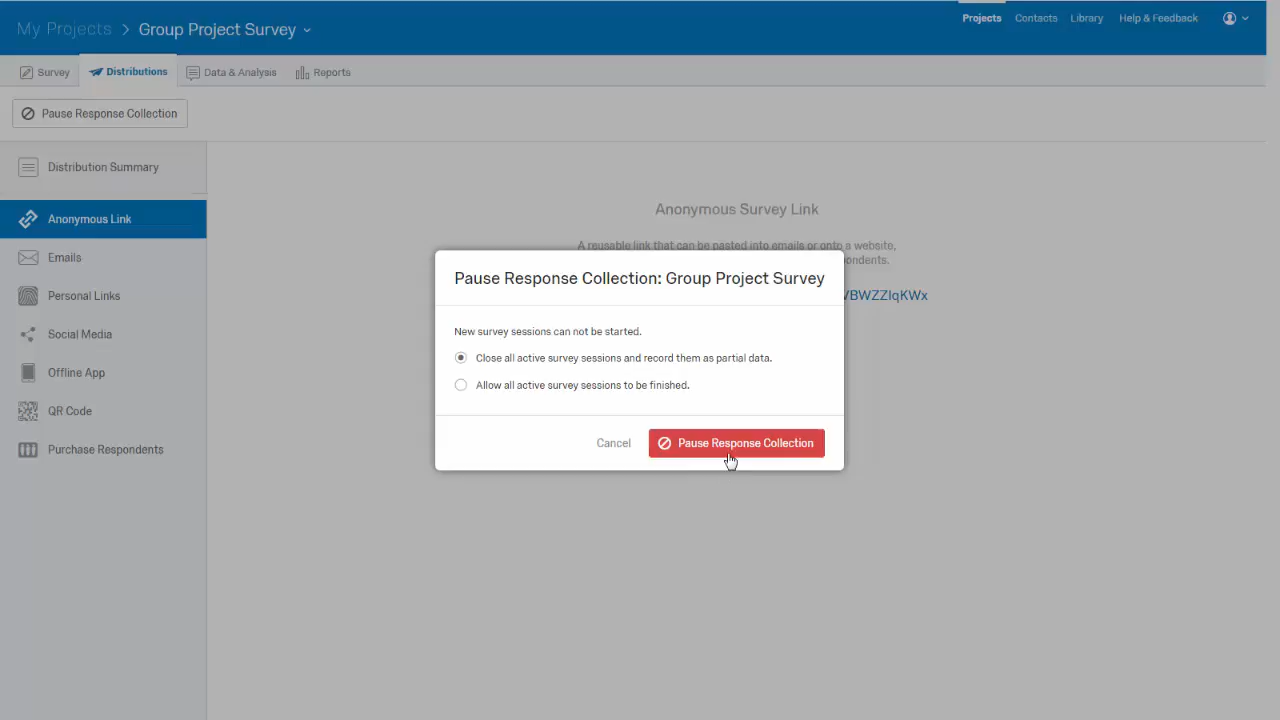 My Projects > Group Project Survey
Projects Contacts Library Help & Feedback
Survey Distributions Data & Analysis Reports
Pause Response Collection
Distribution Summary
Anonymous Link
Emails
Personal Links
Social Media
Offline App
QR Code
Purchase Respondents
Anonymous Survey Link
A reusable link that can be pasted into emails or onto a website,
Pause Response Collection: Group Project Survey
New survey sessions can not be started.
Close all active survey sessions and record them as partial data.
Allow all active survey sessions to be finished.
Cancel Pause Response Collection